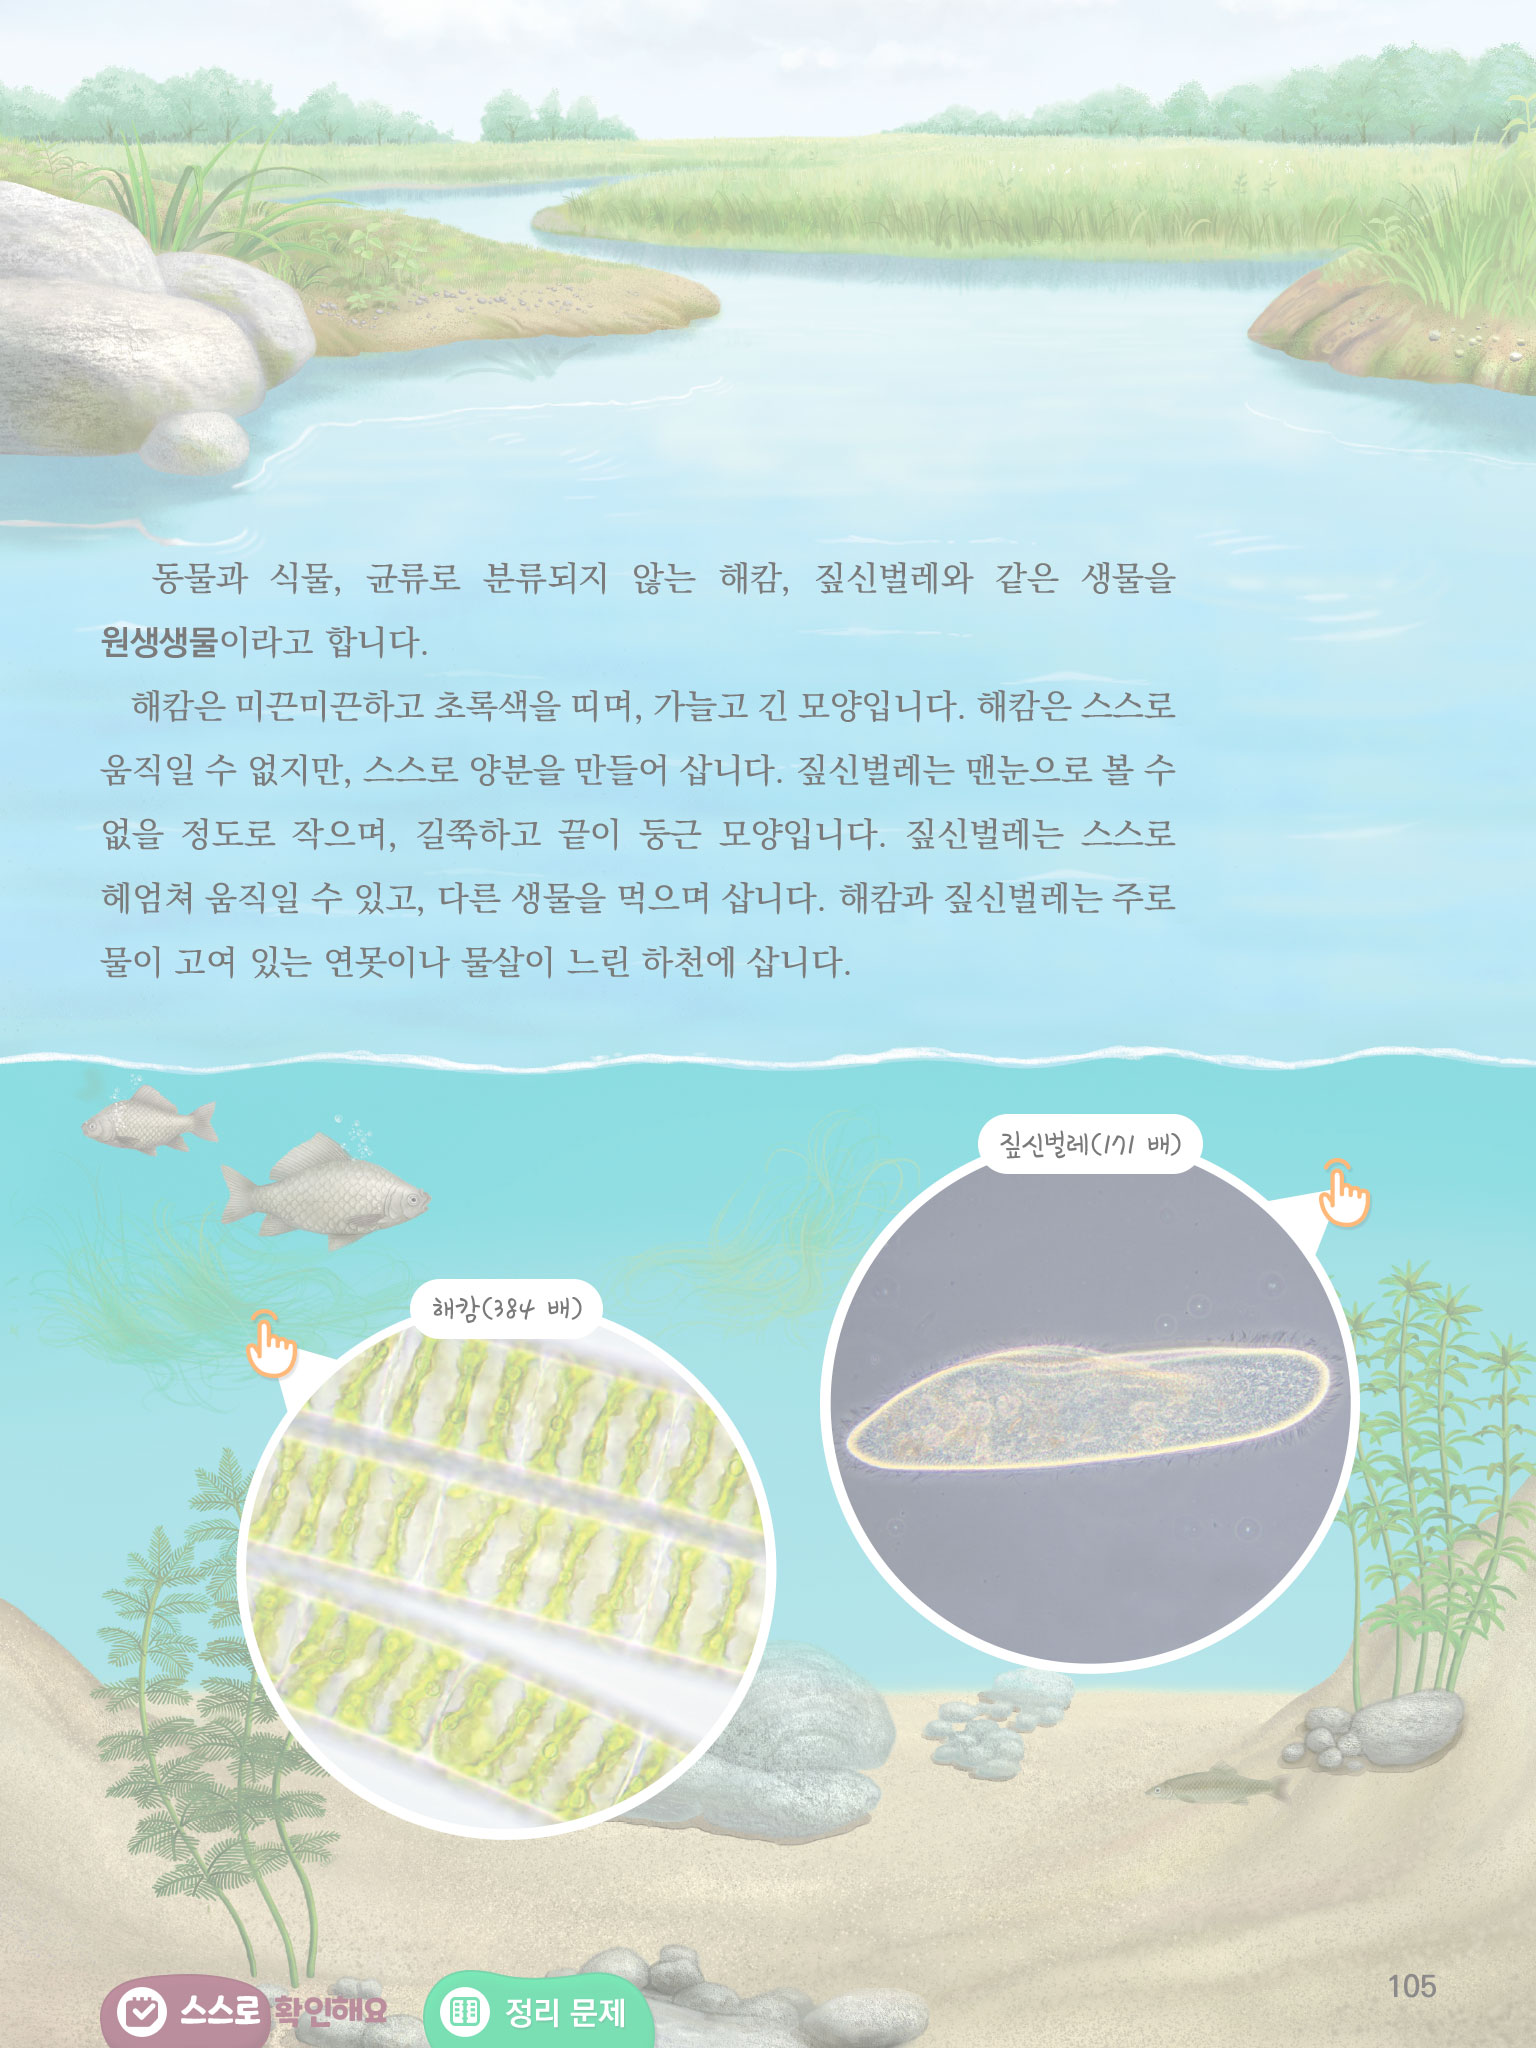 동물과 식물, 균류로 분류되지 않는 해캄, 짚신벌레와 같은 생물을
원생생물이라고 합니다.
해캄은 미끈미끈하고 초록색을 띠며, 가늘고 긴 모양입니다. 해캄은 스스로
움직일 수 없지만, 스스로 양분을 만들어 삽니다. 짚신벌레는 맨눈으로 볼 수
없을 정도로 작으며, 길쭉하고 끝이 둥근 모양입니다. 짚신벌레는 스스로
헤엄쳐 움직일 수 있고, 다른 생물을 먹으며 삽니다. 해캄과 짚신벌레는 주로
물이 고여 있는 연못이나 물살이 느린 하천에 삽니다.
짚신벌레(171 배)
해캄(384 배)
105
스스로 확인해요
정리 문제